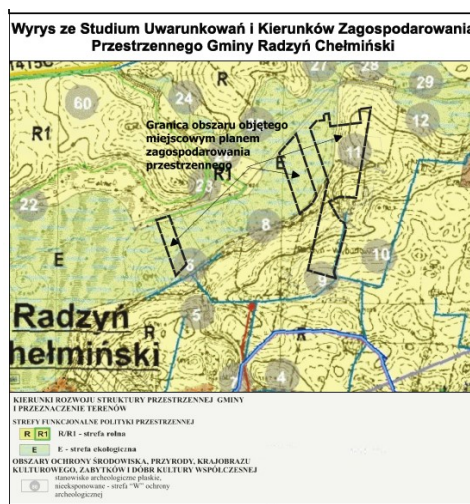 Wyrys ze Studium Uwarunkowań i Kierunków Zagospodarowania
Przestrzennego Gminy Radzyń Chełmiński
1415C
R
27
28
29
60
24
R1
12
Granica obszaru objętego
miejscowym planem
zagospodarowania
przestrzennego
E
11
R1
23
22
8
E
6
10
9
Radzyń
5
R
hełmiński
4
KIERUNKI ROZWOJU STRUKTURY PRZESTRZENNEJ GMINY
I PRZEZNACZENIE TERENÓW
STREFY FUNKCJONALNE POLITYKI PRZESTRZENNEJ
R R1 R/R1 - strefa rolna
E E - strefa ekologiczna
OBSZARY OCHRONY ŚRODOWISKA, PRZYRODY, KRAJOBRAZU
KULTUROWEGO, ZABYTKÓW I DÓBR KULTURY WSPÓŁCZESNEJ
stanowisko archeologiczne płaskie,
nieeksponowane - strefa "W" ochrony
archeologicznej